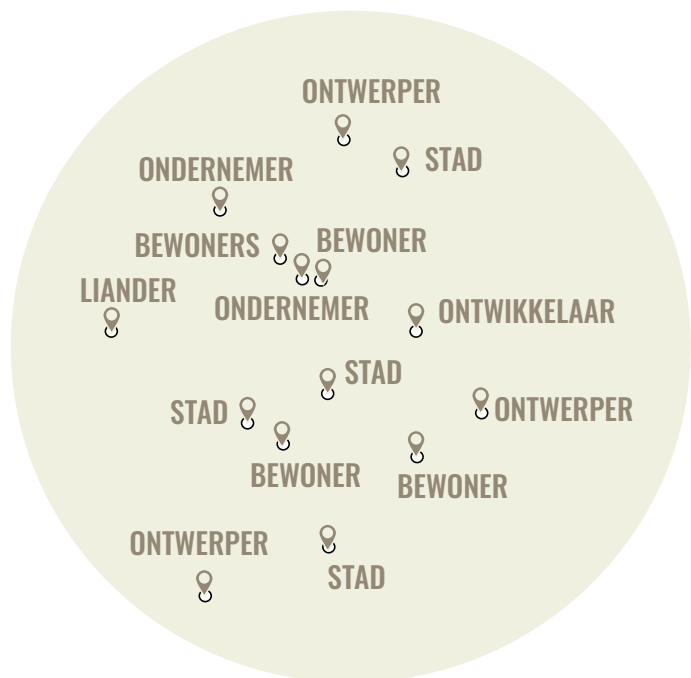 ONTWERPER
STAD
ONDERNEMER
BEWONER
BEWONERS
LIANDER
ONDERNEMER
ONTWIKKELAAR
STAD
STAD
ONTWERPER
BEWONER
BEWONER
ONTWERPER
STAD